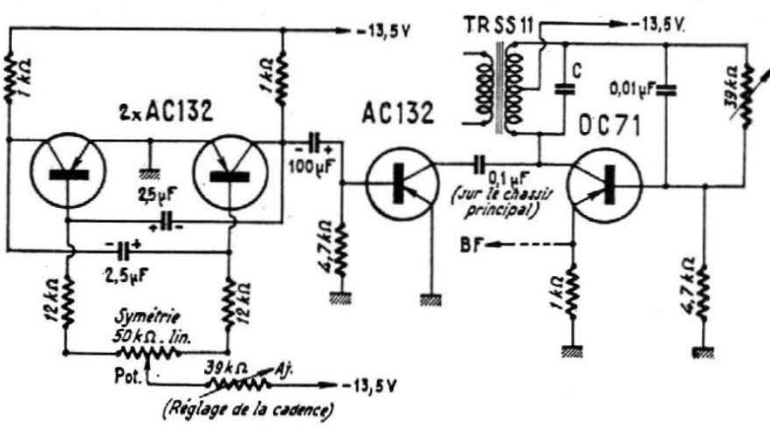 -13,5V
TRSS11
-13,5V.
1kΩ
1kΩ
2xAC132
AC132
C
0,01µF
39kΩ
OC71
- +
100µF
2,5µF
+ -
0,1µF
(sur le chassis
principal)
- +
2,5µF
4,7kΩ
BF
1kΩ
4,7kΩ
12kΩ
12kΩ
Symétrie
50kΩ.lin.
Pot.
39kΩ
Aj.
-13,5V
(Réglage de la cadence)